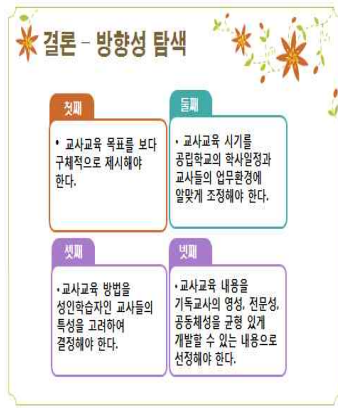 결론 - 방향성 탐색
첫째
• 교사교육 목표를 보다
구체적으로 제시해야
한다.
둘째
• 교사교육 시기를
공립학교의 학사일정과
교사들의 업무환경에
알맞게 조정해야 한다.
셋째
•교사교육 방법을
성인학습자인 교사들의
특성을 고려하여
결정해야 한다.
넷째
•교사교육 내용을
기독교사의 영성, 전문성,
공동체성을 균형 있게
개발할 수 있는 내용으로
선정해야 한다.